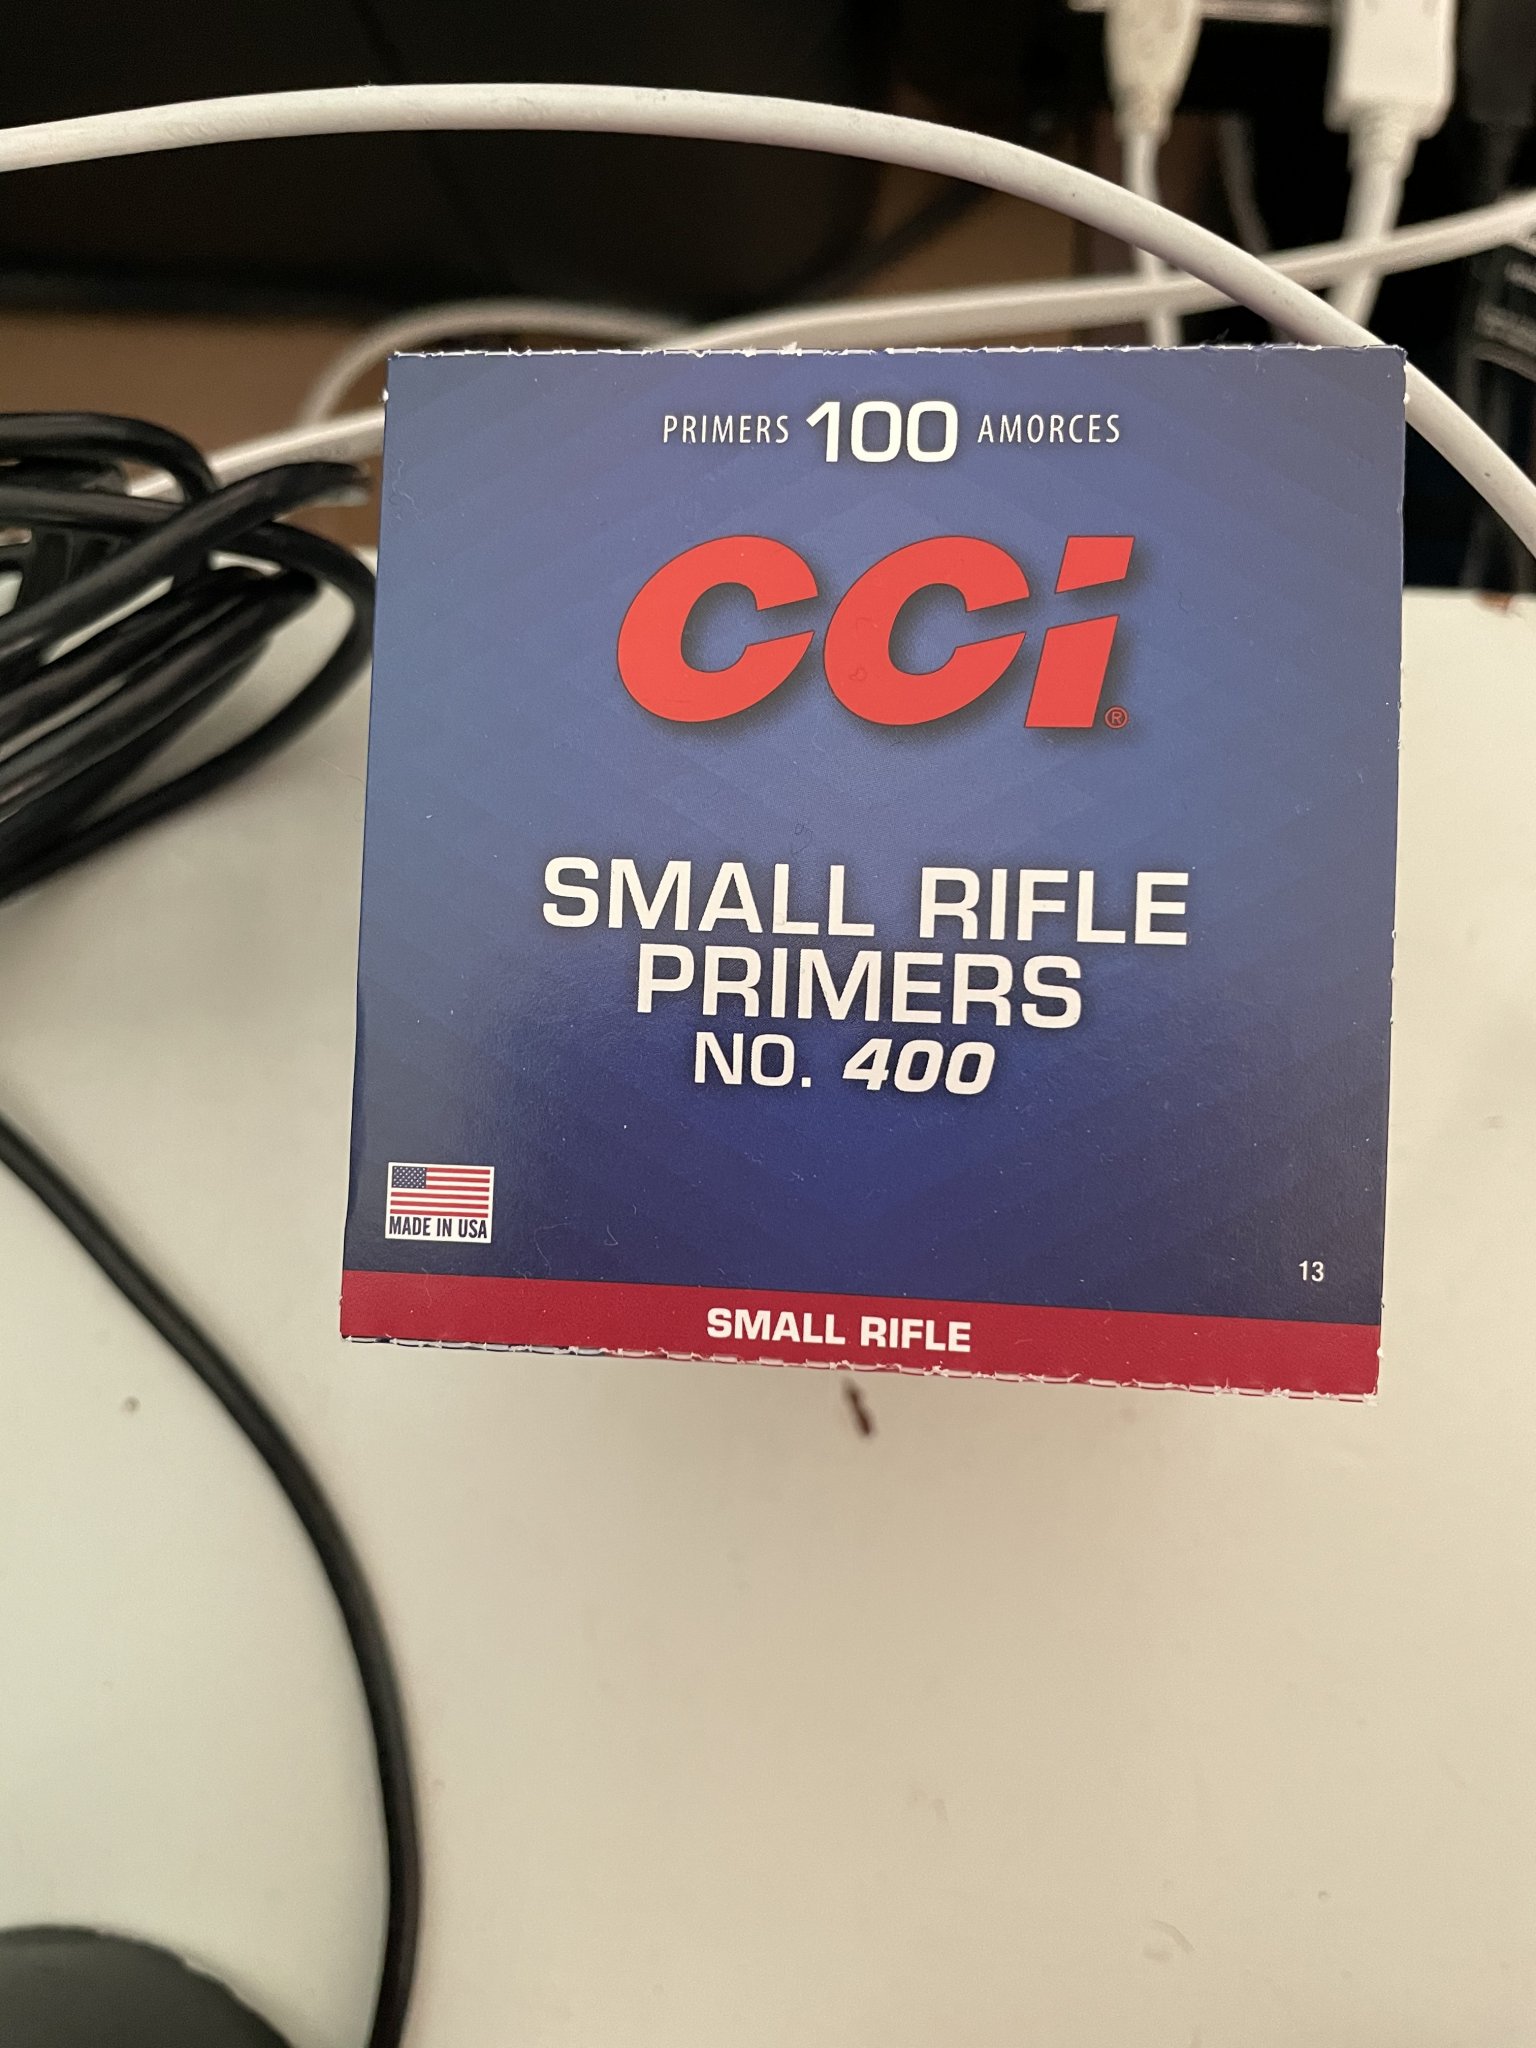 PRIMERS 100 AMORCES
CCI®
SMALL RIFLE
PRIMERS
NO. 400
MADE IN USA
13
SMALL RIFLE